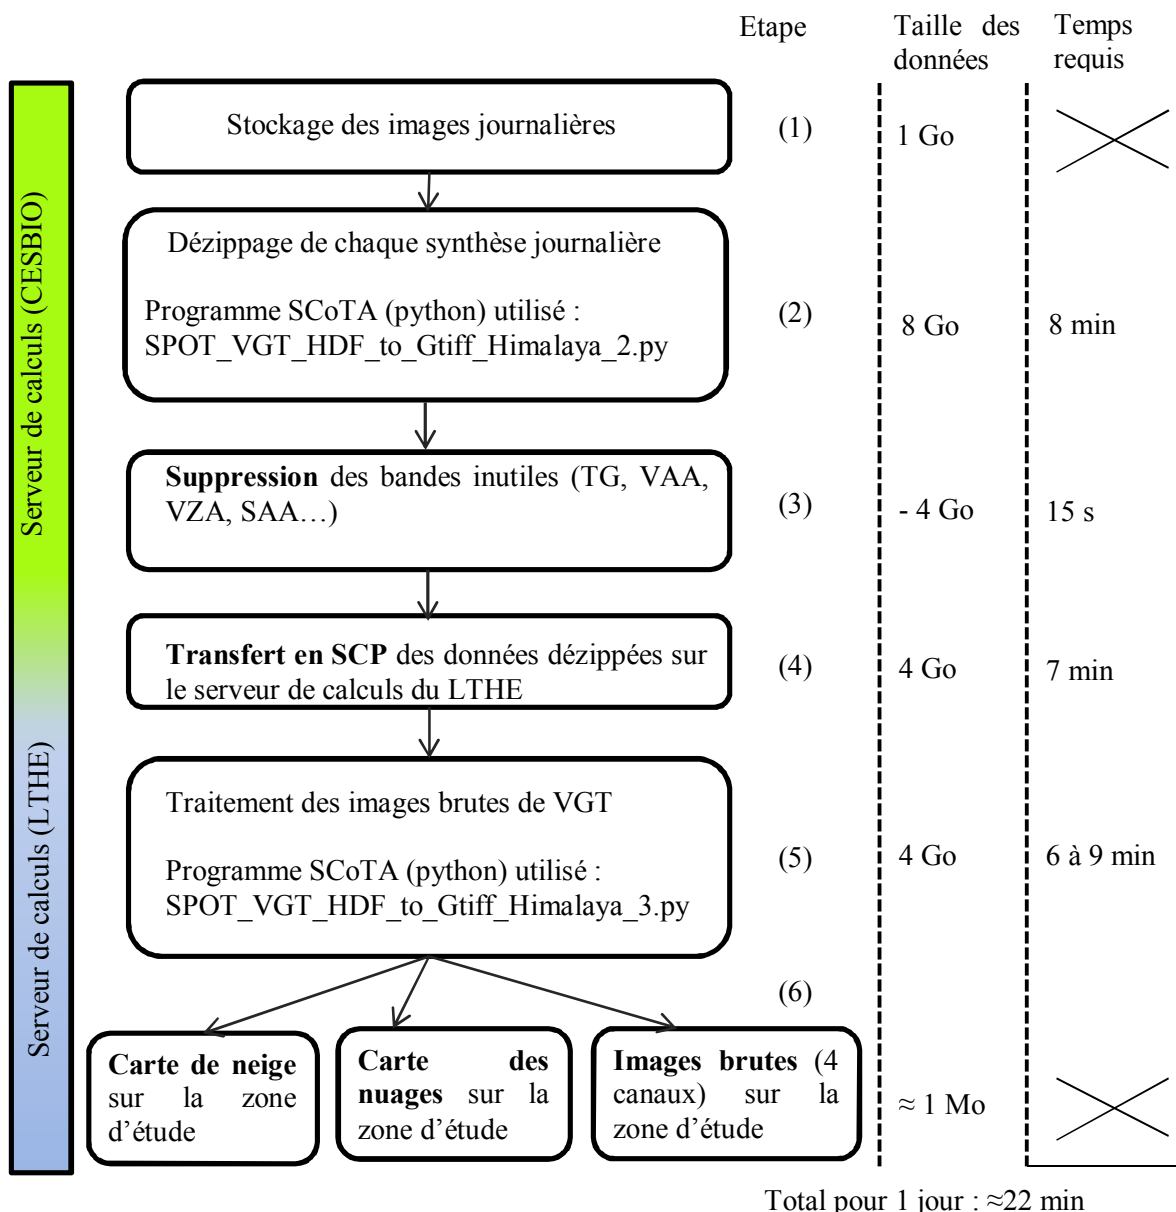 Etape
Taille des données
Temps requis
Serveur de calculs (CESBIO)
Stockage des images journalières
(1)
1 Go
Dézippage de chaque synthèse journalière
Programme SCoTA (python) utilisé :
SPOT_VGT_HDF_to_Gtiff_Himalaya_2.py
(2)
8 Go
8 min
Suppression des bandes inutiles (TG, VAA,
VZA, SAA…)
(3)
- 4 Go
15 s
Transfert en SCP des données dézippées sur
le serveur de calculs du LTHE
(4)
4 Go
7 min
Serveur de calculs (LTHE)
Traitement des images brutes de VGT
Programme SCoTA (python) utilisé :
SPOT_VGT_HDF_to_Gtiff_Himalaya_3.py
(5)
4 Go
6 à 9 min
(6)
Carte de neige
sur la zone
d’étude
Carte des
nuages sur la
zone d’étude
Images brutes (4
canaux) sur la
zone d’étude
≈ 1 Mo
Total pour 1 jour : ≈22 min